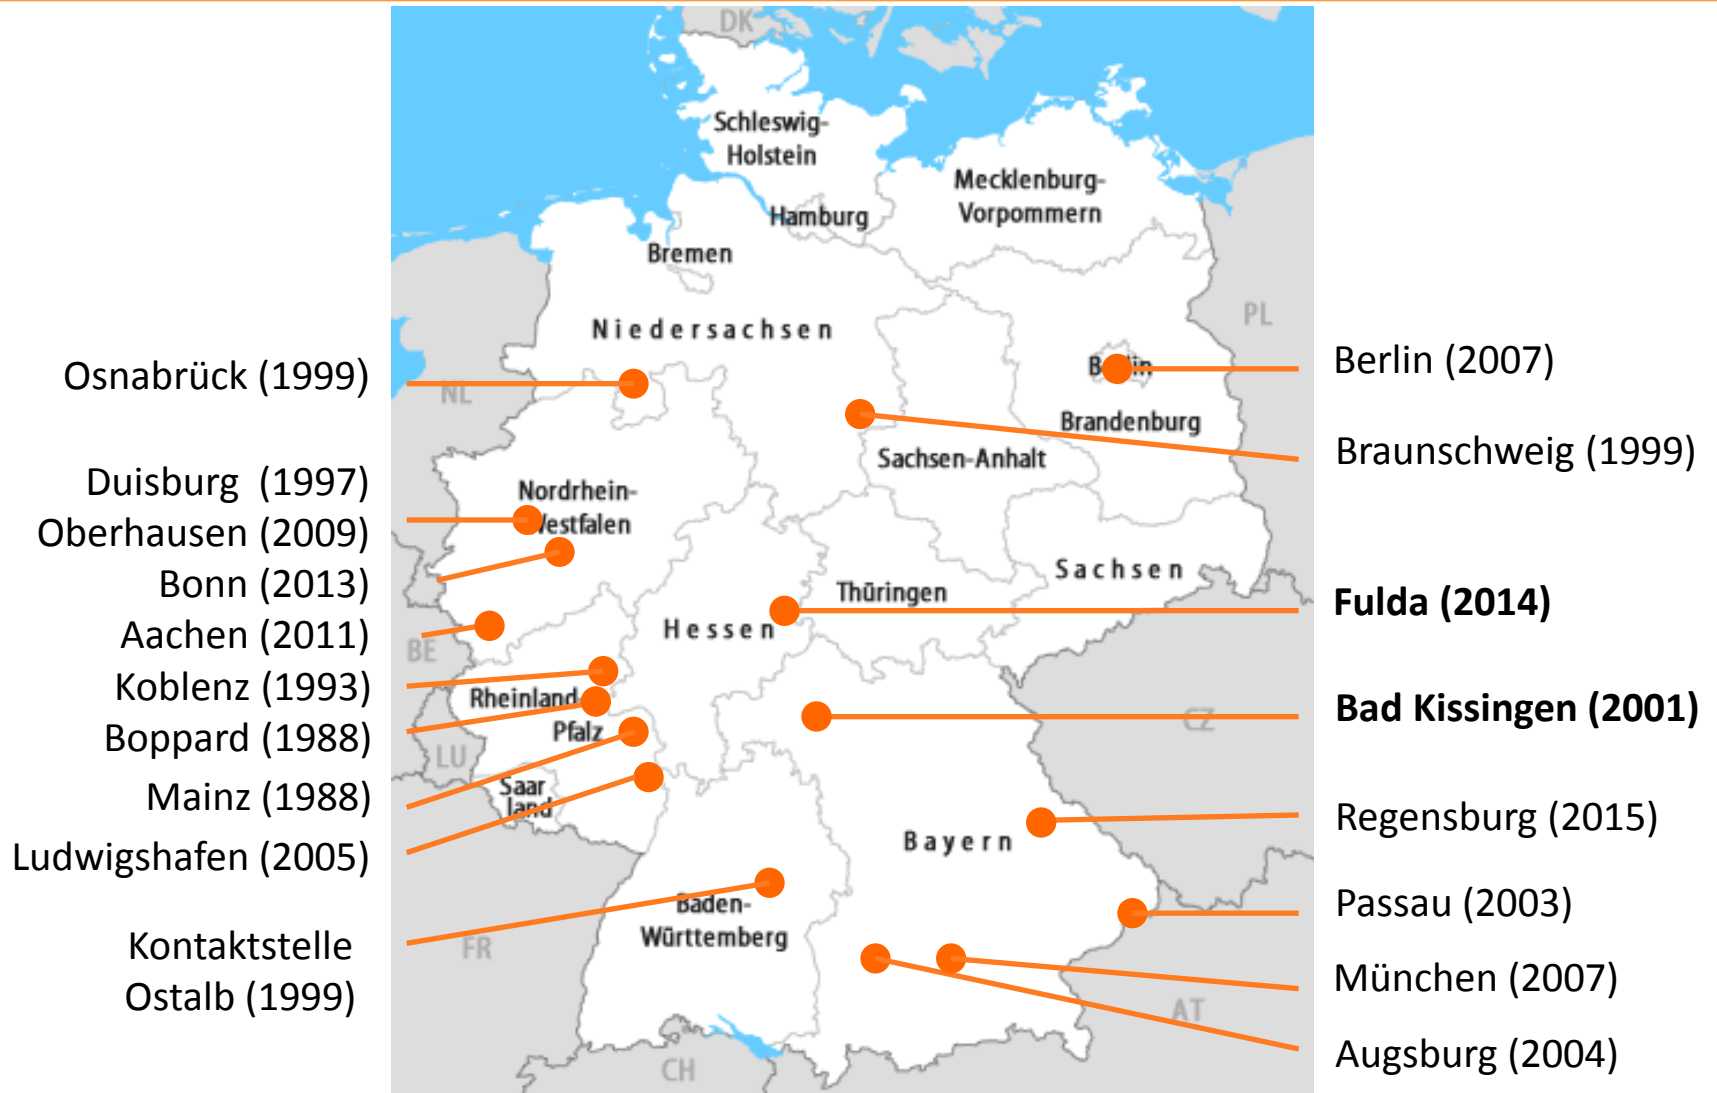 DK
Schleswig-
Holstein
Mecklenburg-
Vorpommern
Hamburg
Bremen
PL
Niedersachsen
Osnabrück (1999)
NL
Berlin
Berlin (2007)
Brandenburg
Braunschweig (1999)
Sachsen-Anhalt
Duisburg (1997)
Nordrhein-
Westfalen
Oberhausen (2009)
Bonn (2013)
Sachsen
Thüringen
Fulda (2014)
Aachen (2011)
Hessen
BE
Koblenz (1993)
Rheinland-
Pfalz
Bad Kissingen (2001)
CZ
Boppard (1988)
LU
Mainz (1988)
Saar
land
Regensburg (2015)
Bayern
Ludwigshafen (2005)
Baden-
Württemberg
Passau (2003)
Kontaktstelle
Ostalb (1999)
FR
München (2007)
AT
Augsburg (2004)
CH